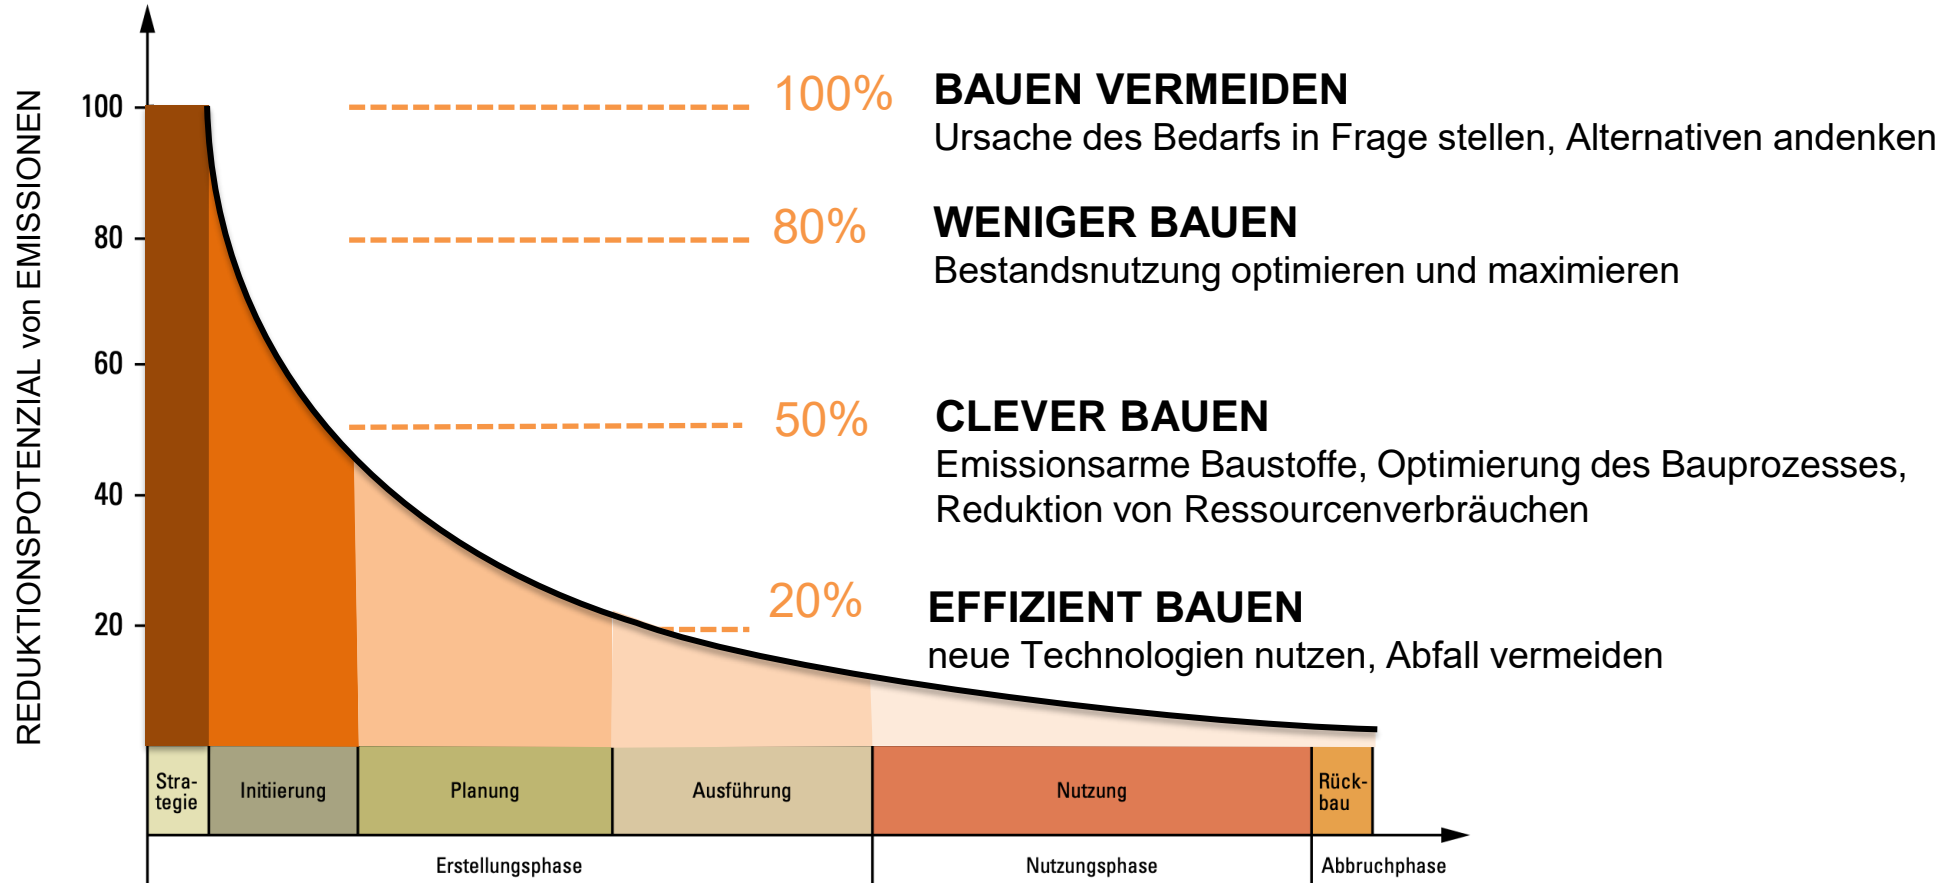 REDUKTIONSPOTENZIAL von EMISSIONEN
100
80
60
40
20
100%
BAUEN VERMEIDEN
Ursache des Bedarfs in Frage stellen, Alternativen andenken
80%
WENIGER BAUEN
Bestandsnutzung optimieren und maximieren
50%
CLEVER BAUEN
Emissionsarme Baustoffe, Optimierung des Bauprozesses,
Reduktion von Ressourcenverbräuchen
20%
EFFIZIENT BAUEN
neue Technologien nutzen, Abfall vermeiden
Stra-
tegie
Initiierung
Planung
Ausführung
Nutzung
Rück-
bau
Erstellungsphase
Nutzungsphase
Abbruchphase